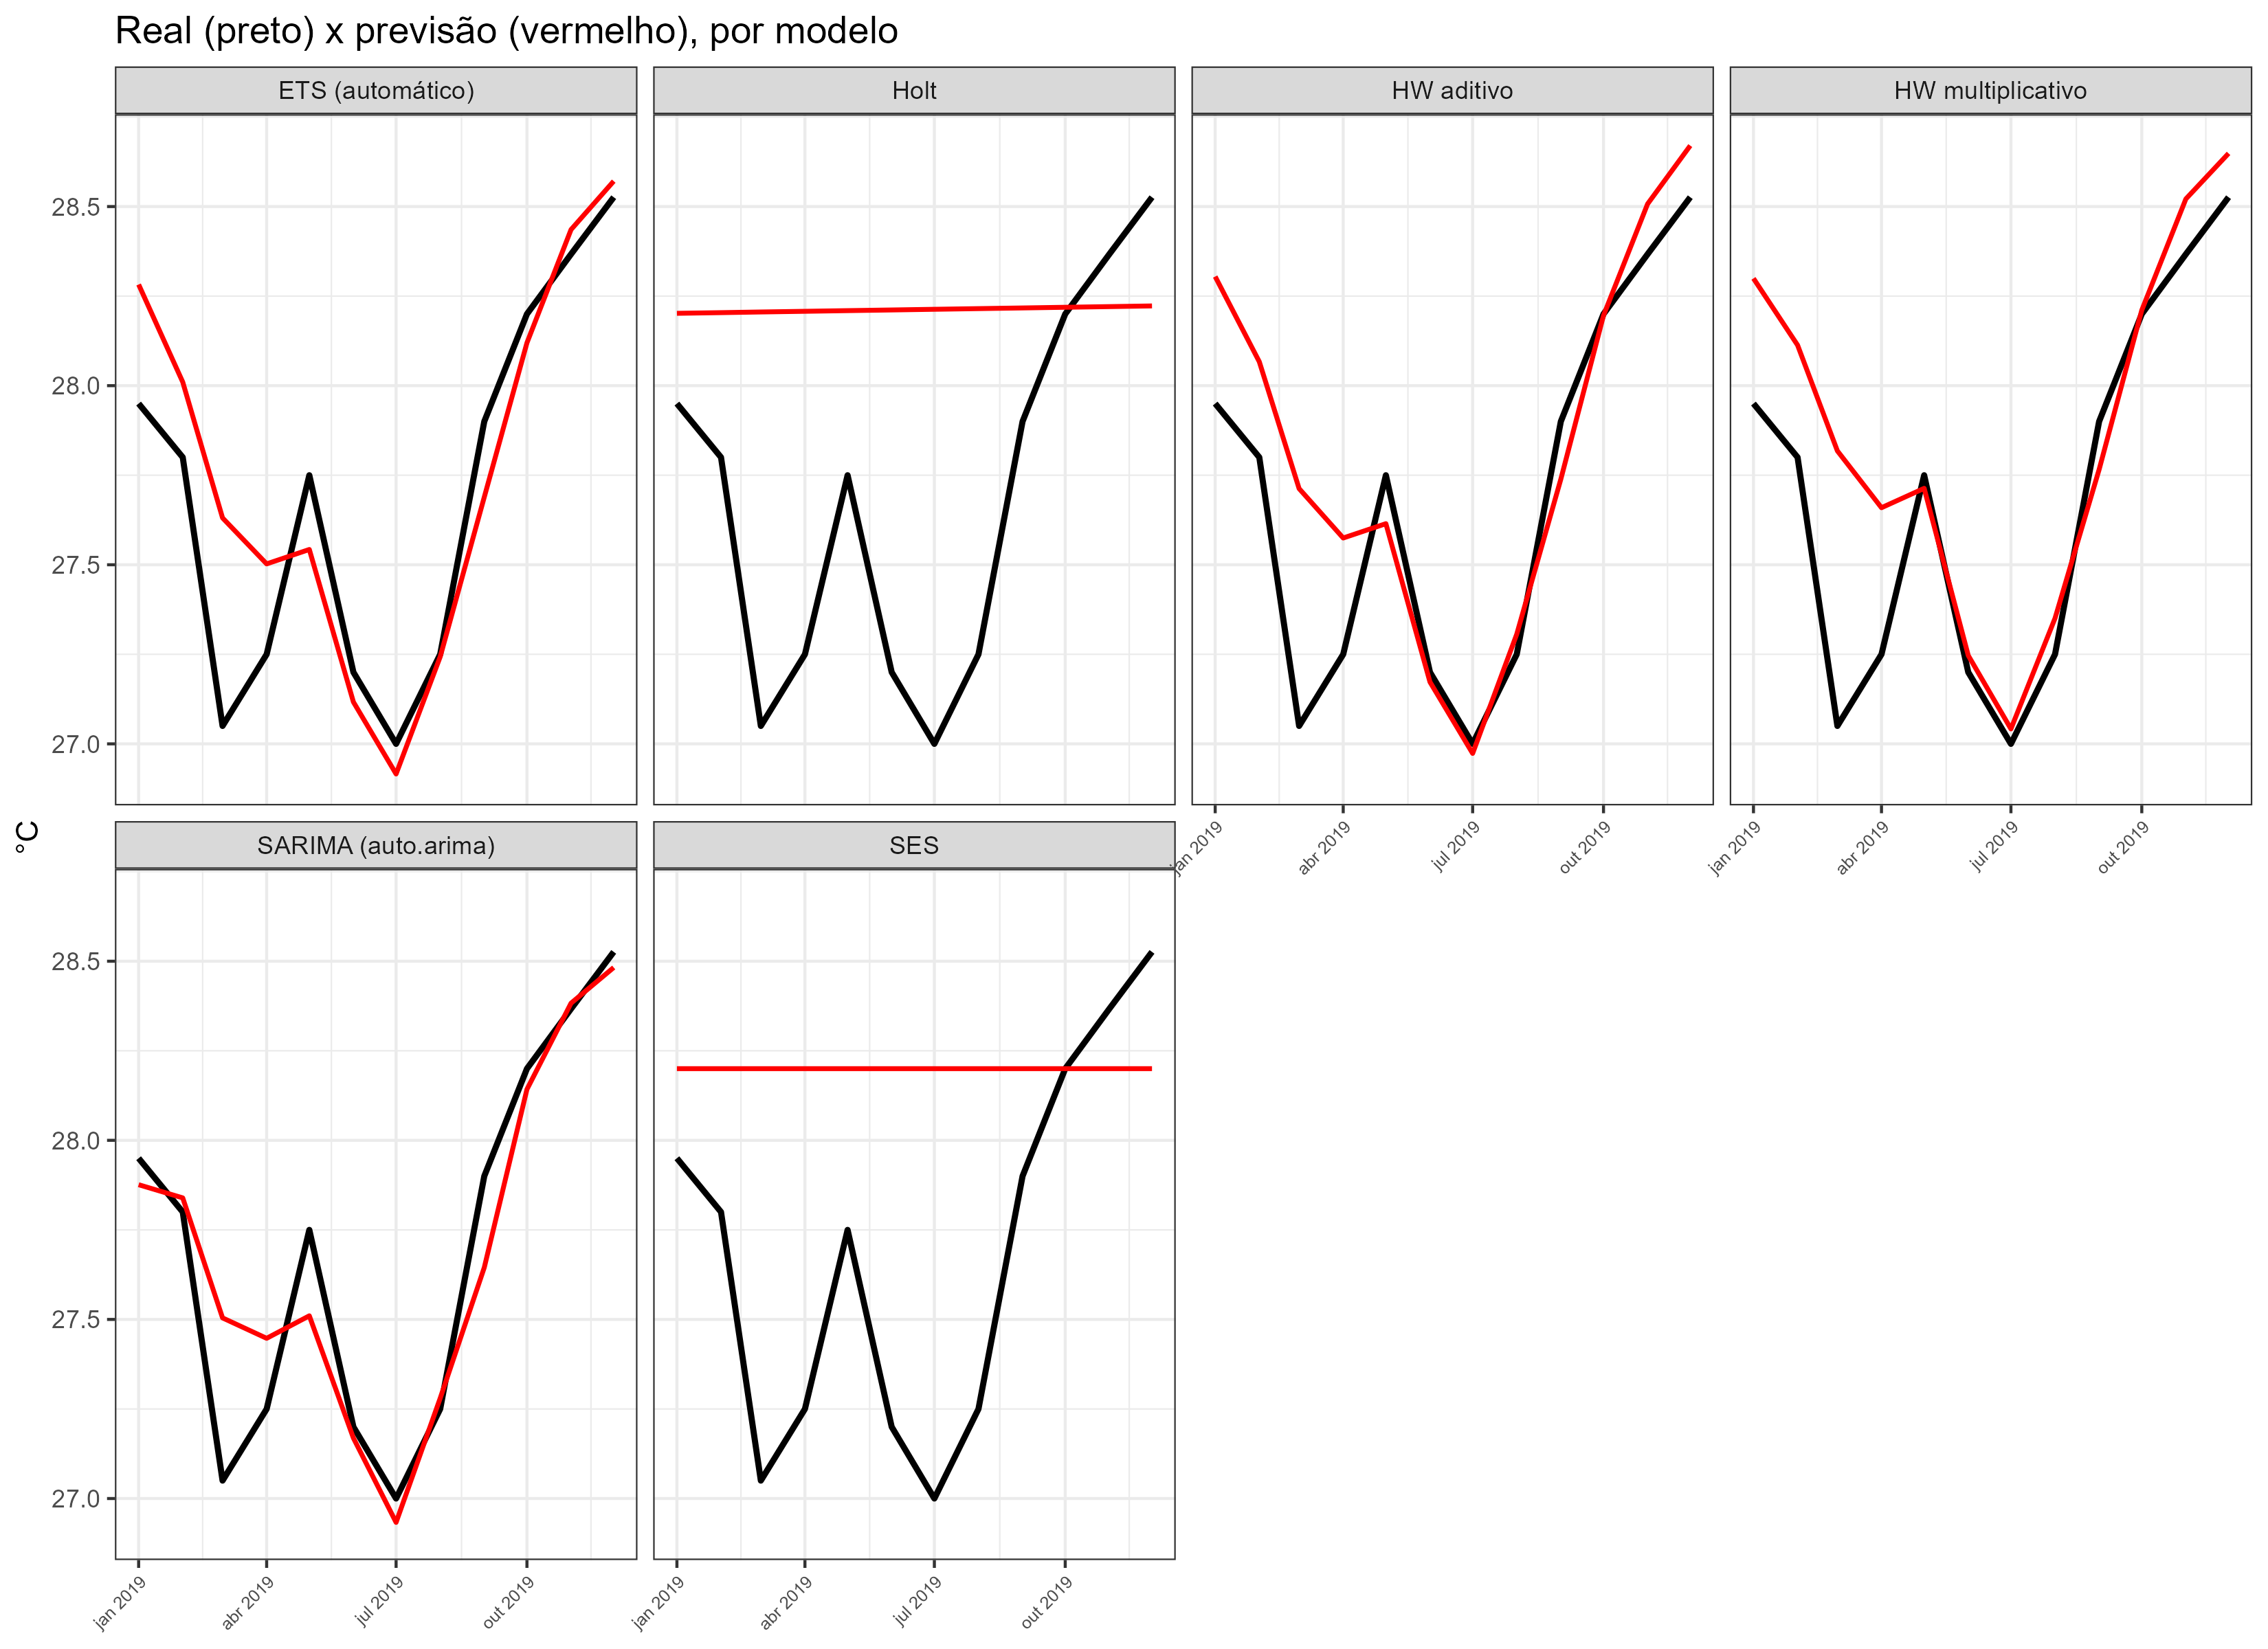 Real (preto) x previsão (vermelho), por modelo
ETS (automático)
Holt
HW aditivo
HW multiplicativo
28.5
28.0
27.5
27.0
jan 2019
abr 2019
jul 2019
out 2019
jan 2019
abr 2019
jul 2019
out 2019
°C
SARIMA (auto.arima)
SES
28.5
28.0
27.5
27.0
jan 2019
abr 2019
jul 2019
out 2019
jan 2019
abr 2019
jul 2019
out 2019